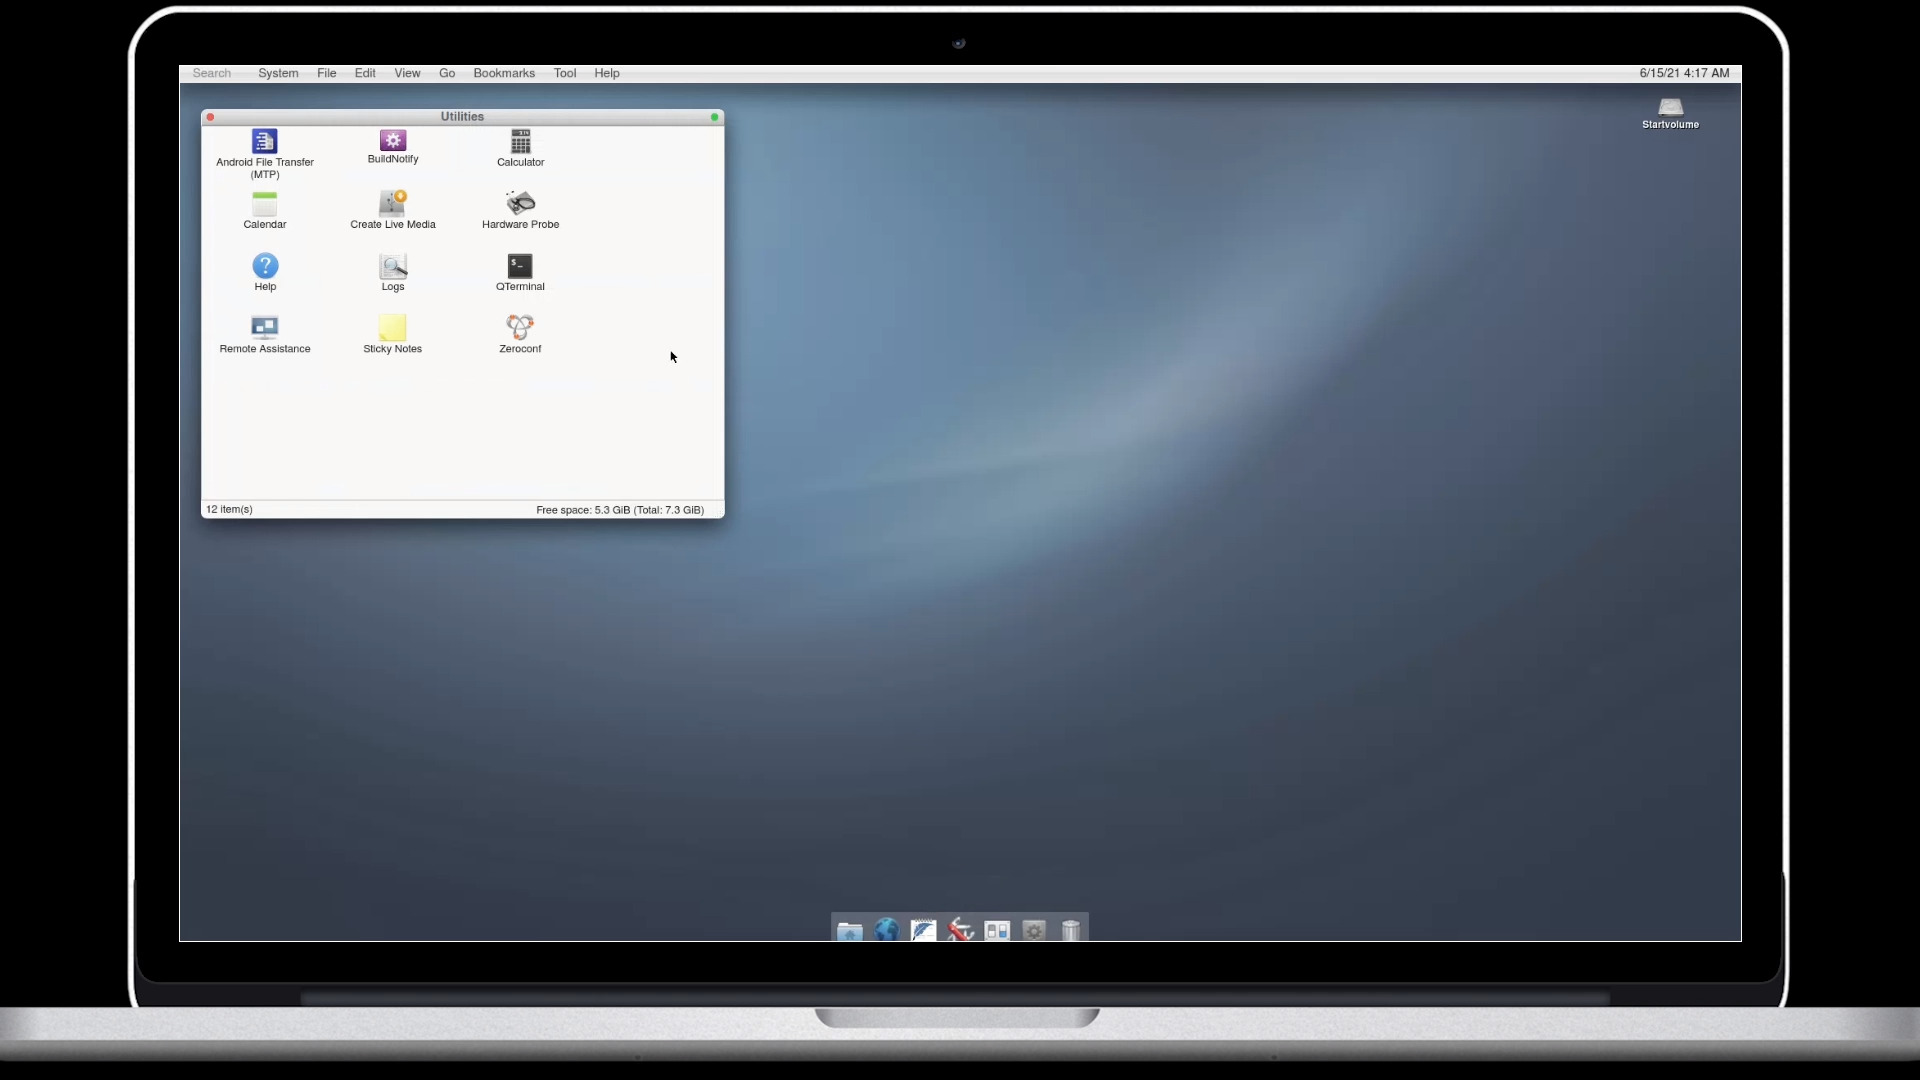 Search System File Edit View Go Bookmarks Tool Help 6/15/21 4:17 AM
Startvolume
Utilities
Android File Transfer
(MTP)
BuildNotify
Calculator
Calendar
Create Live Media
Hardware Probe
Help
Logs
$_
QTerminal
Remote Assistance
Sticky Notes
Zeroconf
12 item(s) Free space: 5.3 GiB (Total: 7.3 GiB)